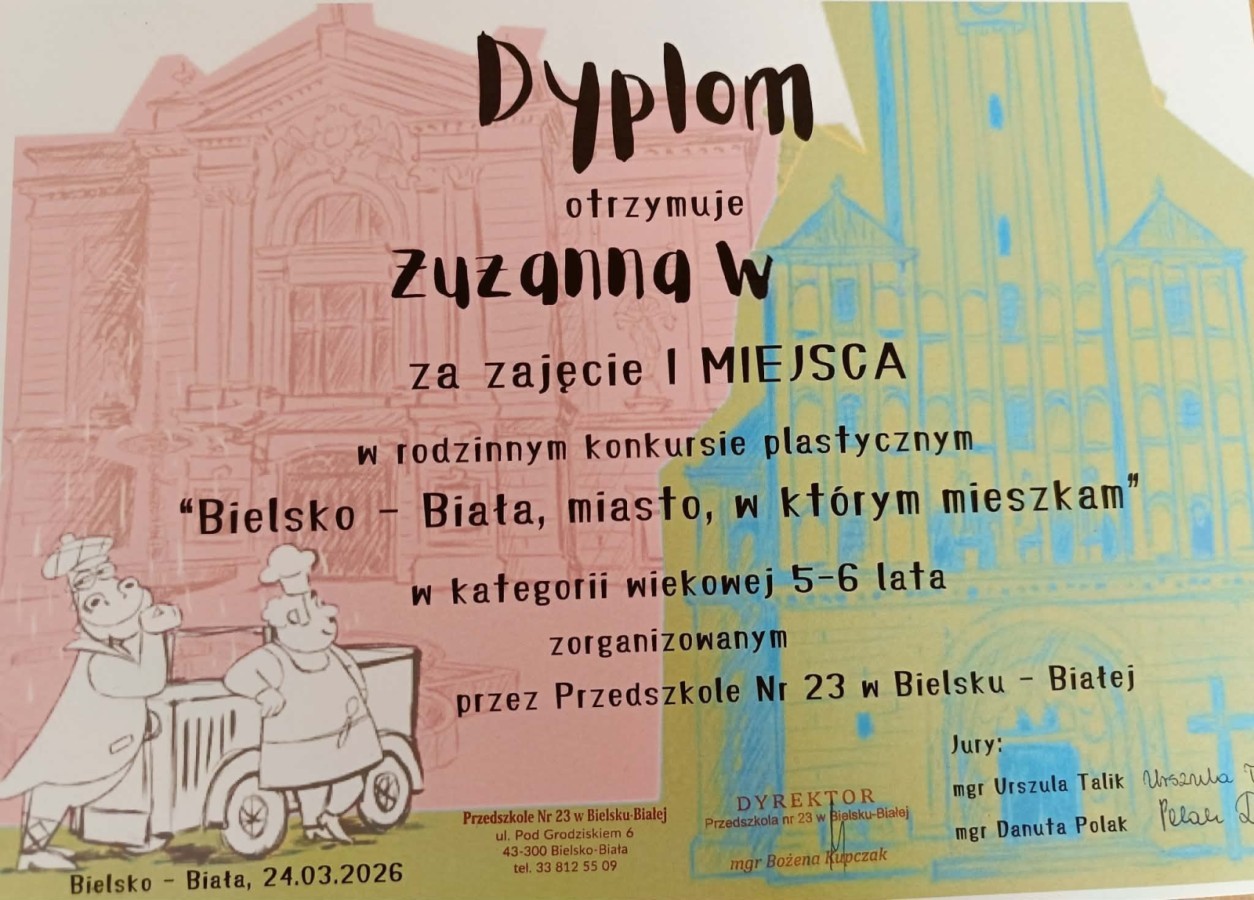 Dyplom
otrzymuje
Zuzanna W
za zajęcie I MIEJSCA
w rodzinnym konkursie plastycznym
“Bielsko – Biała, miasto, w którym mieszkam”
w kategorii wiekowej 5-6 lata
zorganizowanym
przez Przedszkole Nr 23 w Bielsku - Białej
Jury:
mgr Urszula Talik Urszula T
mgr Danuta Polak Polak D
Przedszkole Nr 23 w Bielsku-Białej
ul. Pod Grodziskiem 6
43-300 Bielsko-Biała
tel. 33 812 55 09
DYREKTOR
Przedszkola nr 23 w Bielsku-Białej
mgr Bożena Kupczak
Bielsko - Biała, 24.03.2026